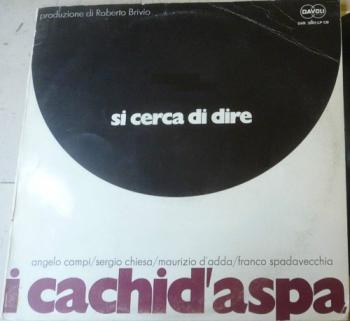 produzione di Roberto Brivio
DAVOLI
si cerca di dire
angelo campi/sergio chiesa/maurizio d'adda/franco spadavecchia
i cachid'aspa